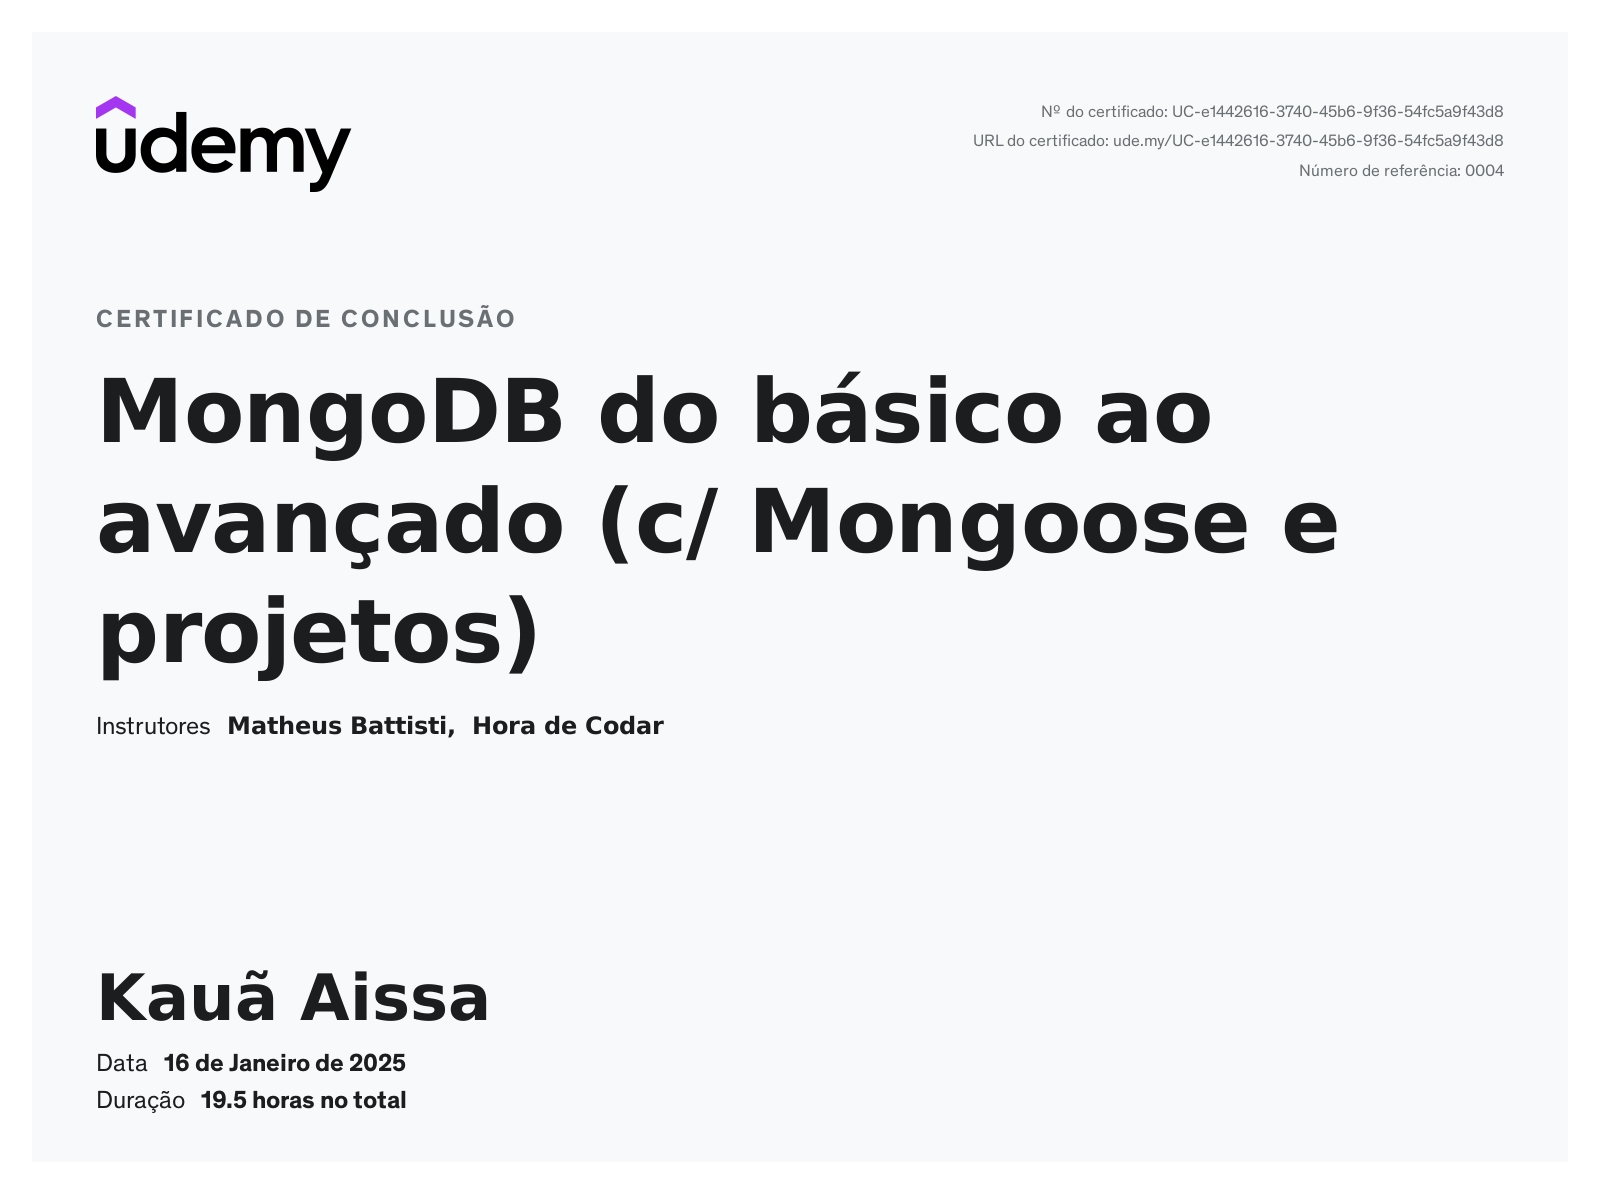 udemy
Nº do certificado: UC-e1442616-3740-45b6-9f36-54fc5a9f43d8
URL do certificado: ude.my/UC-e1442616-3740-45b6-9f36-54fc5a9f43d8
Número de referência: 0004
CERTIFICADO DE CONCLUSÃO
MongoDB do básico ao
avançado (c/ Mongoose e
projetos)
Instrutores Matheus Battisti, Hora de Codar
Kauã Aissa
Data 16 de Janeiro de 2025
Duração 19.5 horas no total